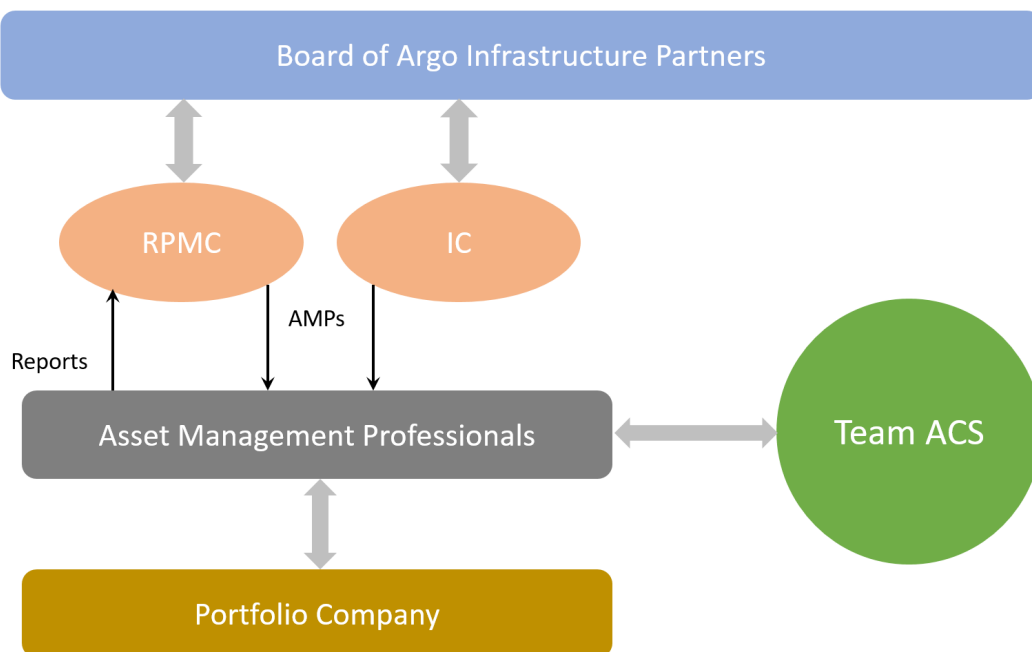 Board of Argo Infrastructure Partners
RPMC
IC
AMPs
Reports
Asset Management Professionals
Team ACS
Portfolio Company